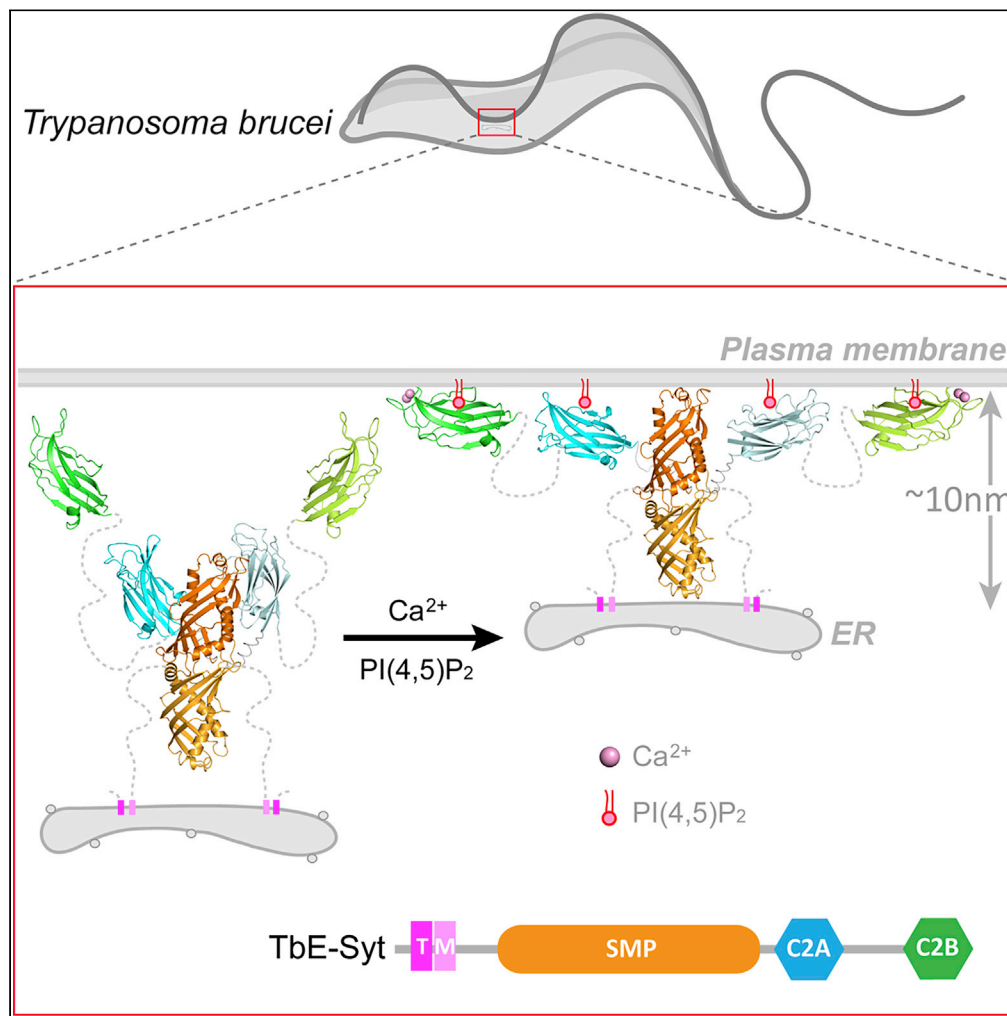 Trypanosoma brucei
Plasma membrane
~10nm
Ca²⁺
PI(4,5)P₂
ER
Ca²⁺
PI(4,5)P₂
TbE-Syt
T M
SMP
C2A
C2B